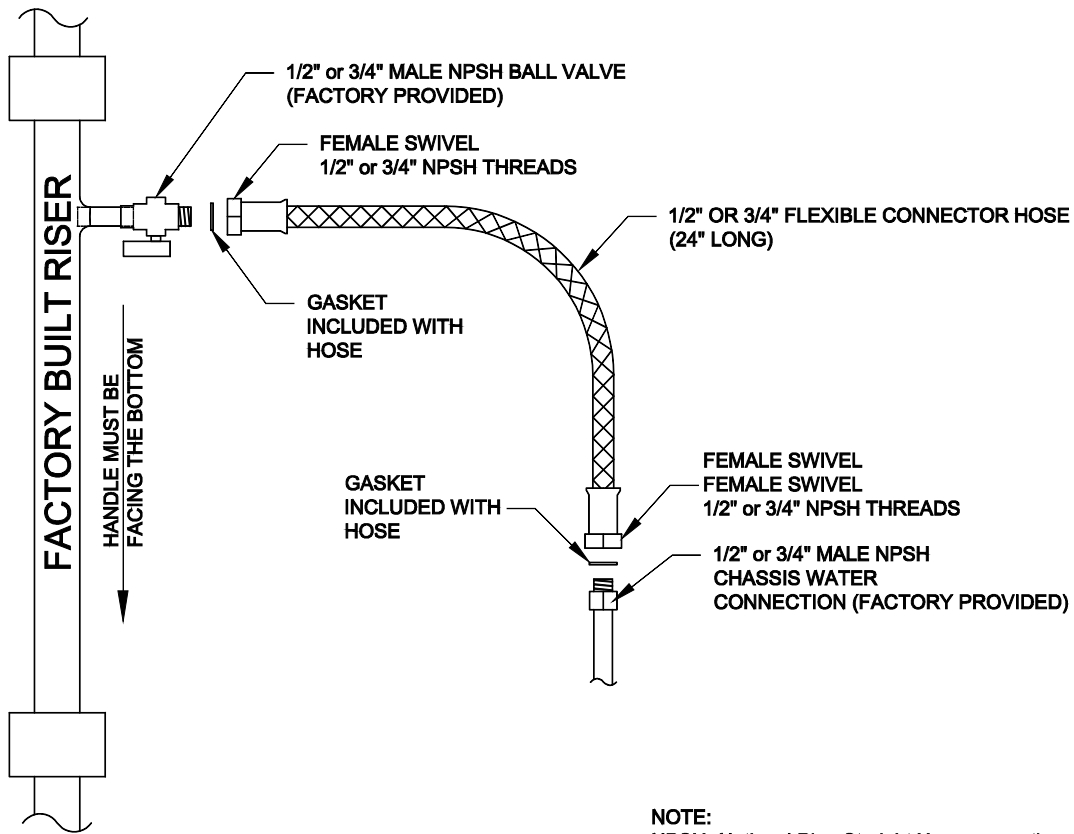 1/2" or 3/4" MALE NPSH BALL VALVE
(FACTORY PROVIDED)
FEMALE SWIVEL
1/2" or 3/4" NPSH THREADS
1/2" OR 3/4" FLEXIBLE CONNECTOR HOSE
(24" LONG)
GASKET
INCLUDED WITH
HOSE
FACTORY BUILT RISER
HANDLE MUST BE
FACING THE BOTTOM
GASKET
INCLUDED WITH
HOSE
FEMALE SWIVEL
FEMALE SWIVEL
1/2" or 3/4" NPSH THREADS
1/2" or 3/4" MALE NPSH
CHASSIS WATER
CONNECTION (FACTORY PROVIDED)
NOTE: